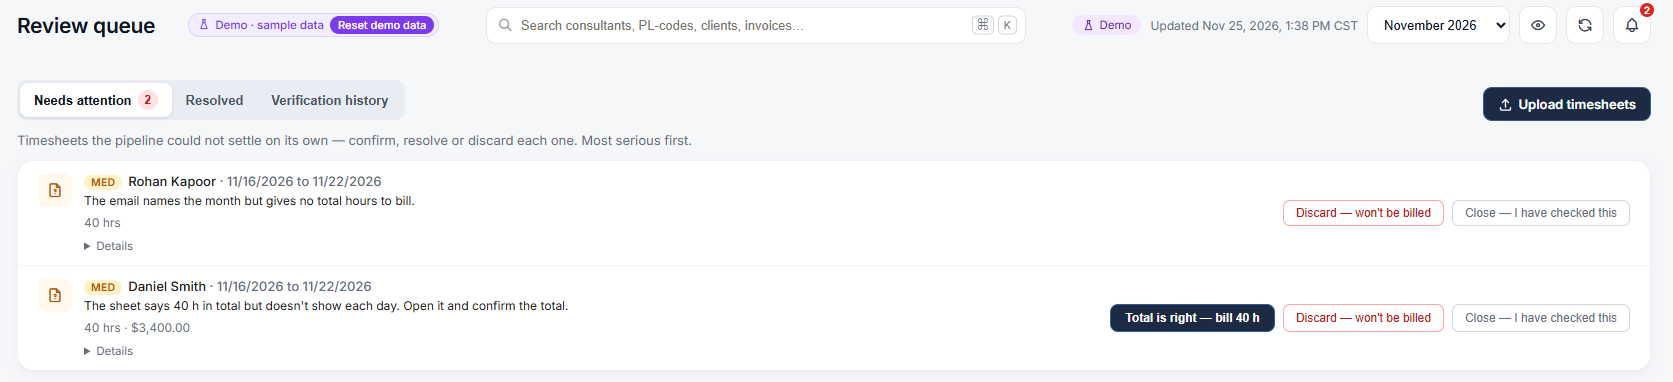 Review queue
Demo · sample data Reset demo data
Search consultants, PL-codes, clients, invoices… ⌘ K
Demo Updated Nov 25, 2026, 1:38 PM CST November 2026 2
Needs attention 2 Resolved Verification history
Upload timesheets
Timesheets the pipeline could not settle on its own — confirm, resolve or discard each one. Most serious first.
MED Rohan Kapoor · 11/16/2026 to 11/22/2026
The email names the month but gives no total hours to bill.
40 hrs
Details
Discard — won't be billed Close — I have checked this
MED Daniel Smith · 11/16/2026 to 11/22/2026
The sheet says 40 h in total but doesn't show each day. Open it and confirm the total.
40 hrs · $3,400.00
Details
Total is right — bill 40 h Discard — won't be billed Close — I have checked this